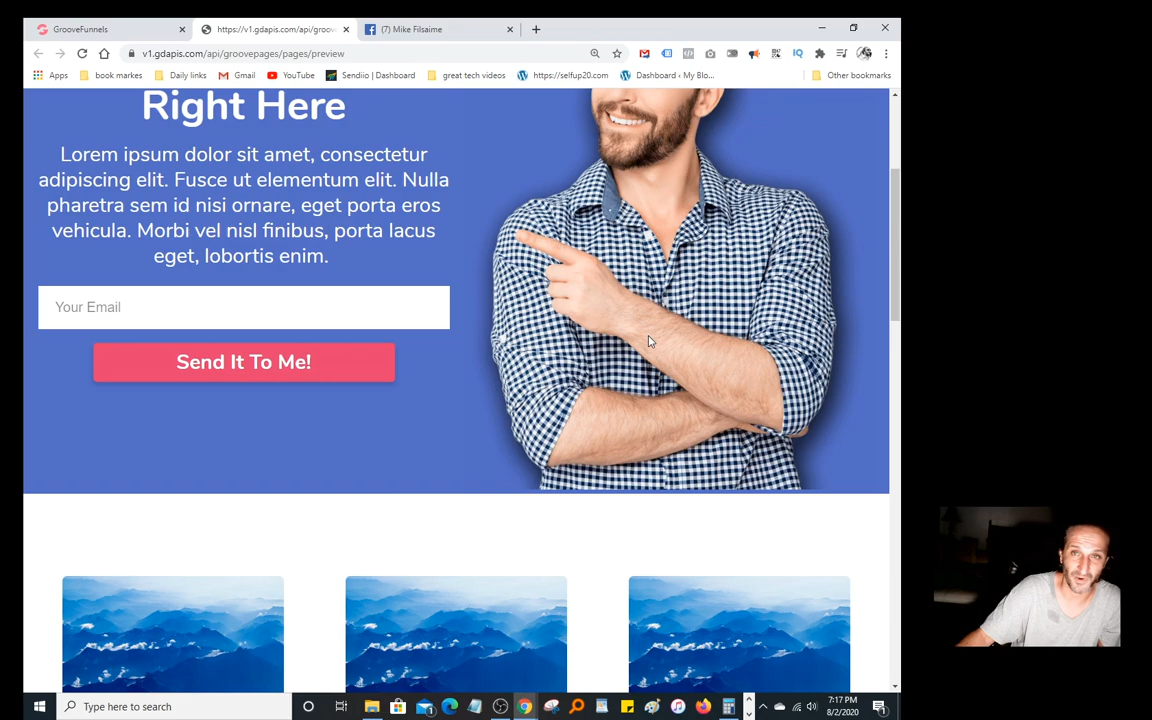 GrooveFunnels
https://v1.gdapis.com/api/groov
(7) Mike Filsaime
v1.gdapis.com/api/groovepages/pages/preview
Apps
book markes
Daily links
Gmail
YouTube
Sendiio | Dashboard
great tech videos
https://selfup20.com
Dashboard ‹ My Blo...
Other bookmarks
Right Here
Lorem ipsum dolor sit amet, consectetur
adipiscing elit. Fusce ut elementum elit. Nulla
pharetra sem id nisi ornare, eget porta eros
vehicula. Morbi vel nisl finibus, porta lacus
eget, lobortis enim.
Your Email
Send It To Me!
Type here to search
7:17 PM
8/2/2020